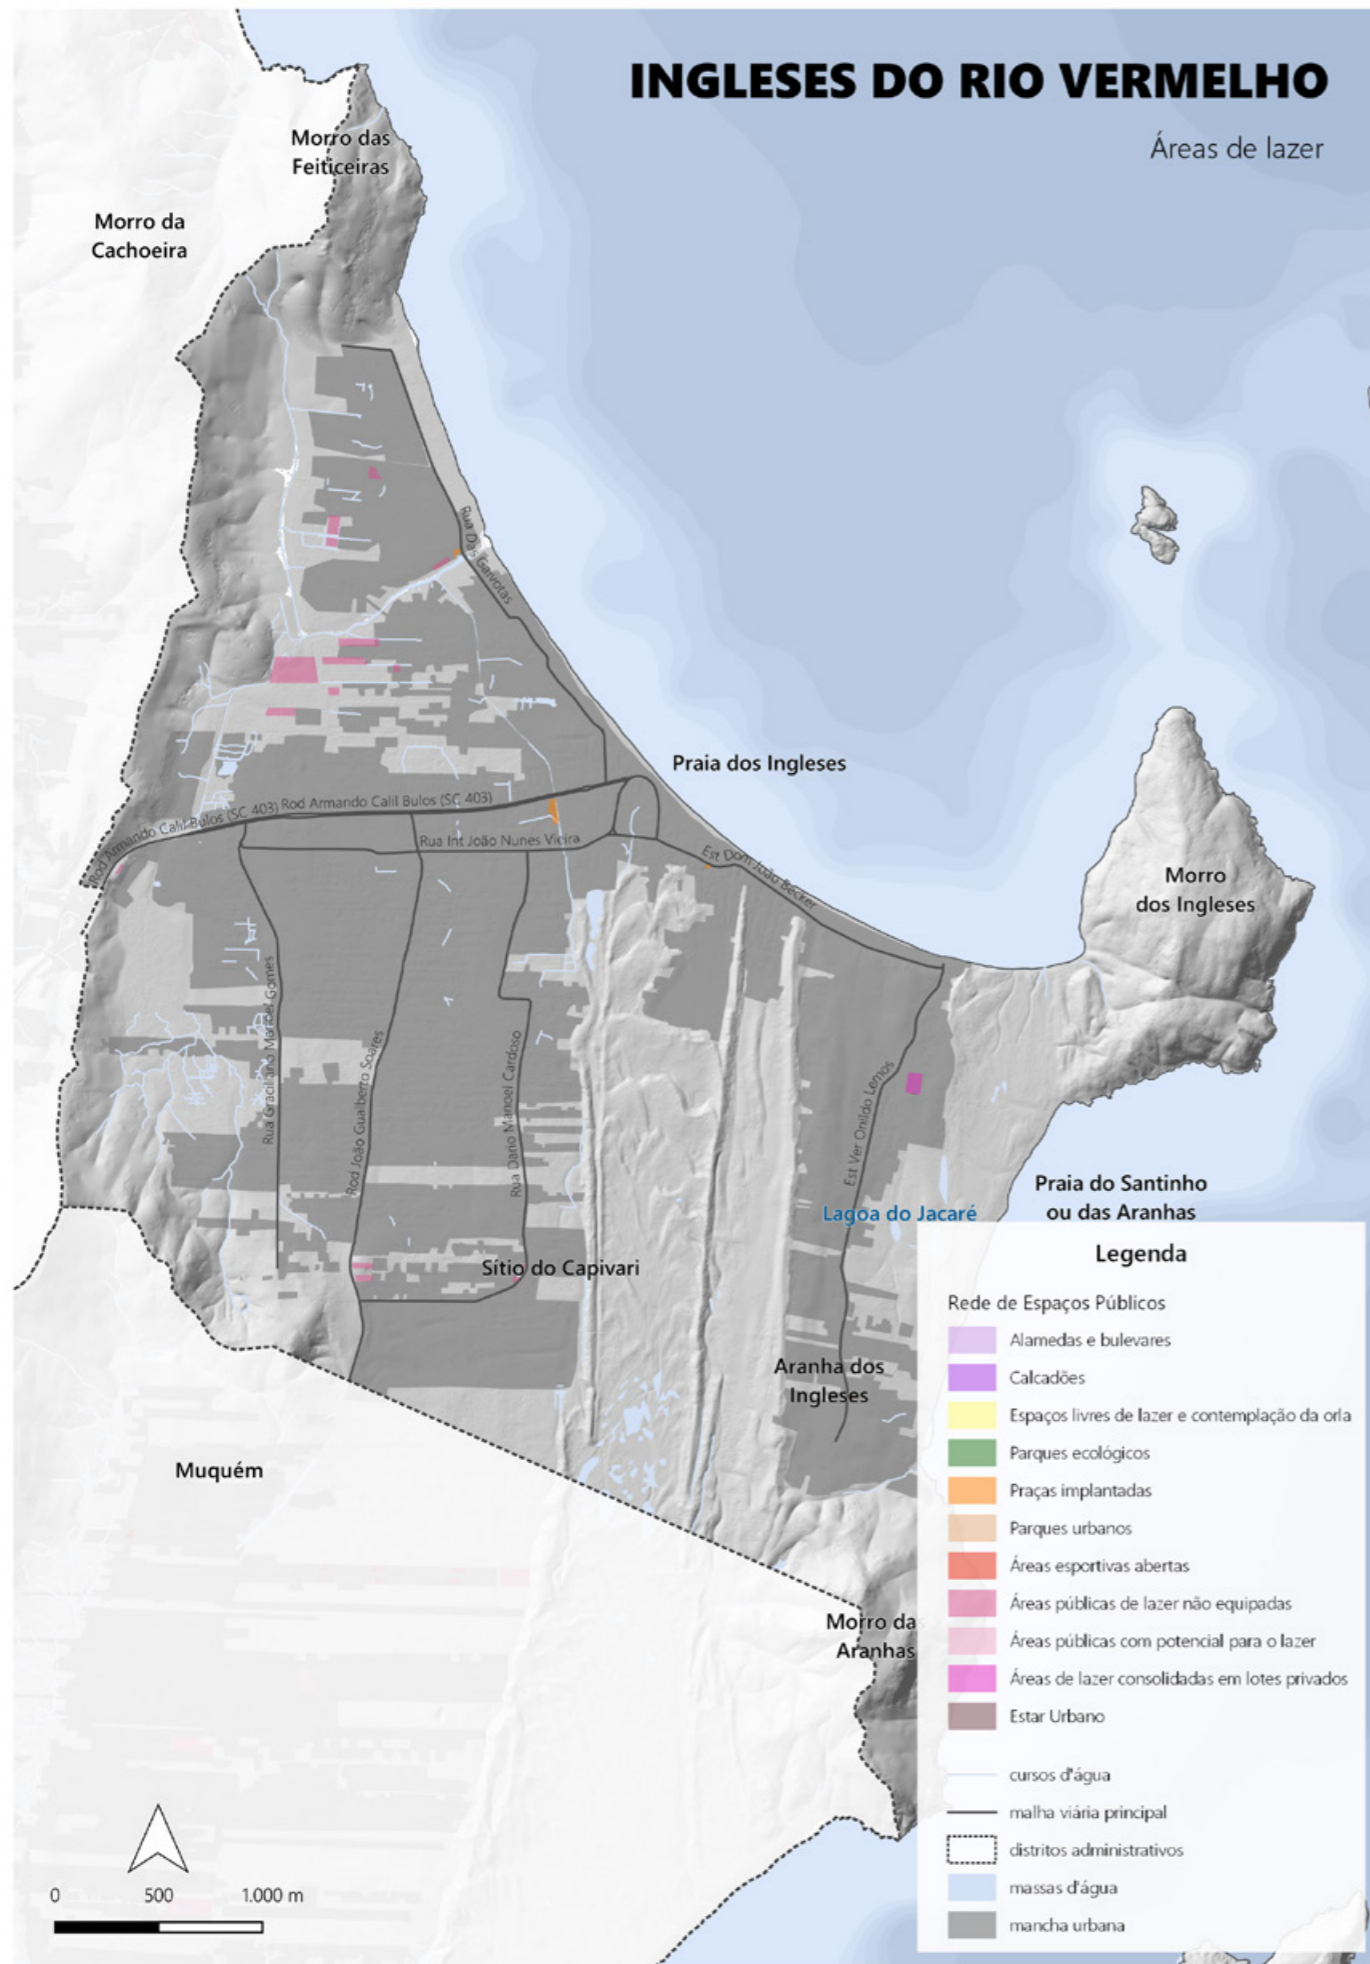 INGLESES DO RIO VERMELHO
Áreas de lazer
Morro das
Feiticeiras
Morro da
Cachoeira
Rua Das Gaivotas
Praia dos Ingleses
Rod Armando Calil Bulos (SC 403)
Rod Armando Calil Bulos (SC 403)
Rua Int João Nunes Vieira
Est Dom João Becker
Morro
dos Ingleses
Rua Graciliano Manoel Gomes
Rod João Gualberto Soares
Rua Dario Manoel Cardoso
Est Ver Onildo Lemos
Praia do Santinho
ou das Aranhas
Lagoa do Jacaré
Sítio do Capivari
Aranha dos
Ingleses
Muquém
Morro da
Aranhas
Legenda
Rede de Espaços Públicos
Alamedas e bulevares
Calcadões
Espaços livres de lazer e contemplação da orla
Parques ecológicos
Praças implantadas
Parques urbanos
Áreas esportivas abertas
Áreas públicas de lazer não equipadas
Áreas públicas com potencial para o lazer
Áreas de lazer consolidadas em lotes privados
Estar Urbano
cursos d'água
malha viária principal
distritos administrativos
massas d'água
mancha urbana
0 500 1.000 m